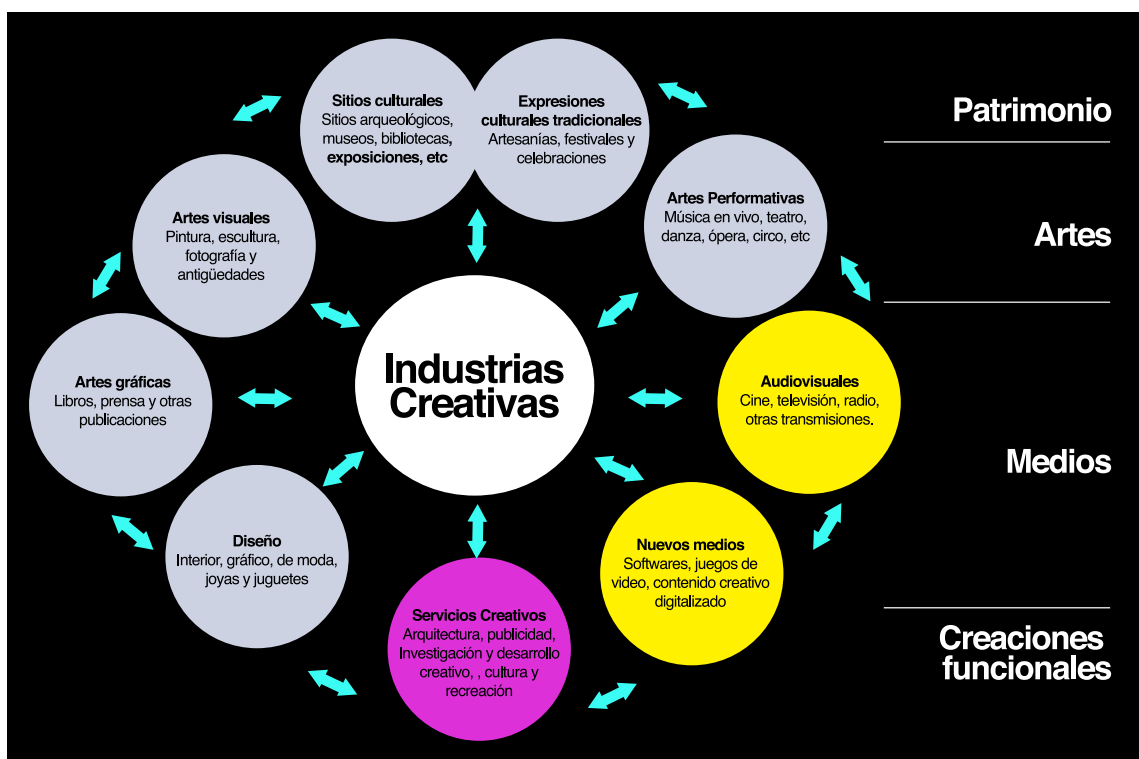 Sitios culturales
Sitios arqueológicos,
museos, bibliotecas,
exposiciones, etc
Expresiones
culturales tradicionales
Artesanías, festivales y
celebraciones
Patrimonio
Artes visuales
Pintura, escultura,
fotografía y
antigüedades
Artes Performativas
Música en vivo, teatro,
danza, ópera, circo, etc
Artes
Artes gráficas
Libros, prensa y otras
publicaciones
Industrias
Creativas
Audiovisuales
Cine, televisión, radio,
otras transmisiones.
Medios
Diseño
Interior, gráfico, de moda,
joyas y juguetes
Nuevos medios
Softwares, juegos de
video, contenido creativo
digitalizado
Servicios Creativos
Arquitectura, publicidad,
Investigación y desarrollo
creativo, , cultura y
recreación
Creaciones
funcionales